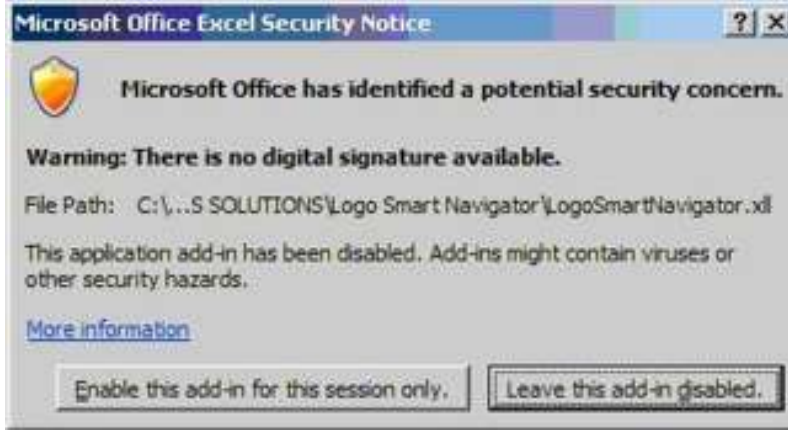 Microsoft Office Excel Security Notice
Microsoft Office has identified a potential security concern.
Warning: There is no digital signature available.
File Path: C:\...S SOLUTIONS\Logo Smart Navigator\LogoSmartNavigator.xll
This application add-in has been disabled. Add-ins might contain viruses or
other security hazards.
More information
Enable this add-in for this session only. Leave this add-in disabled.